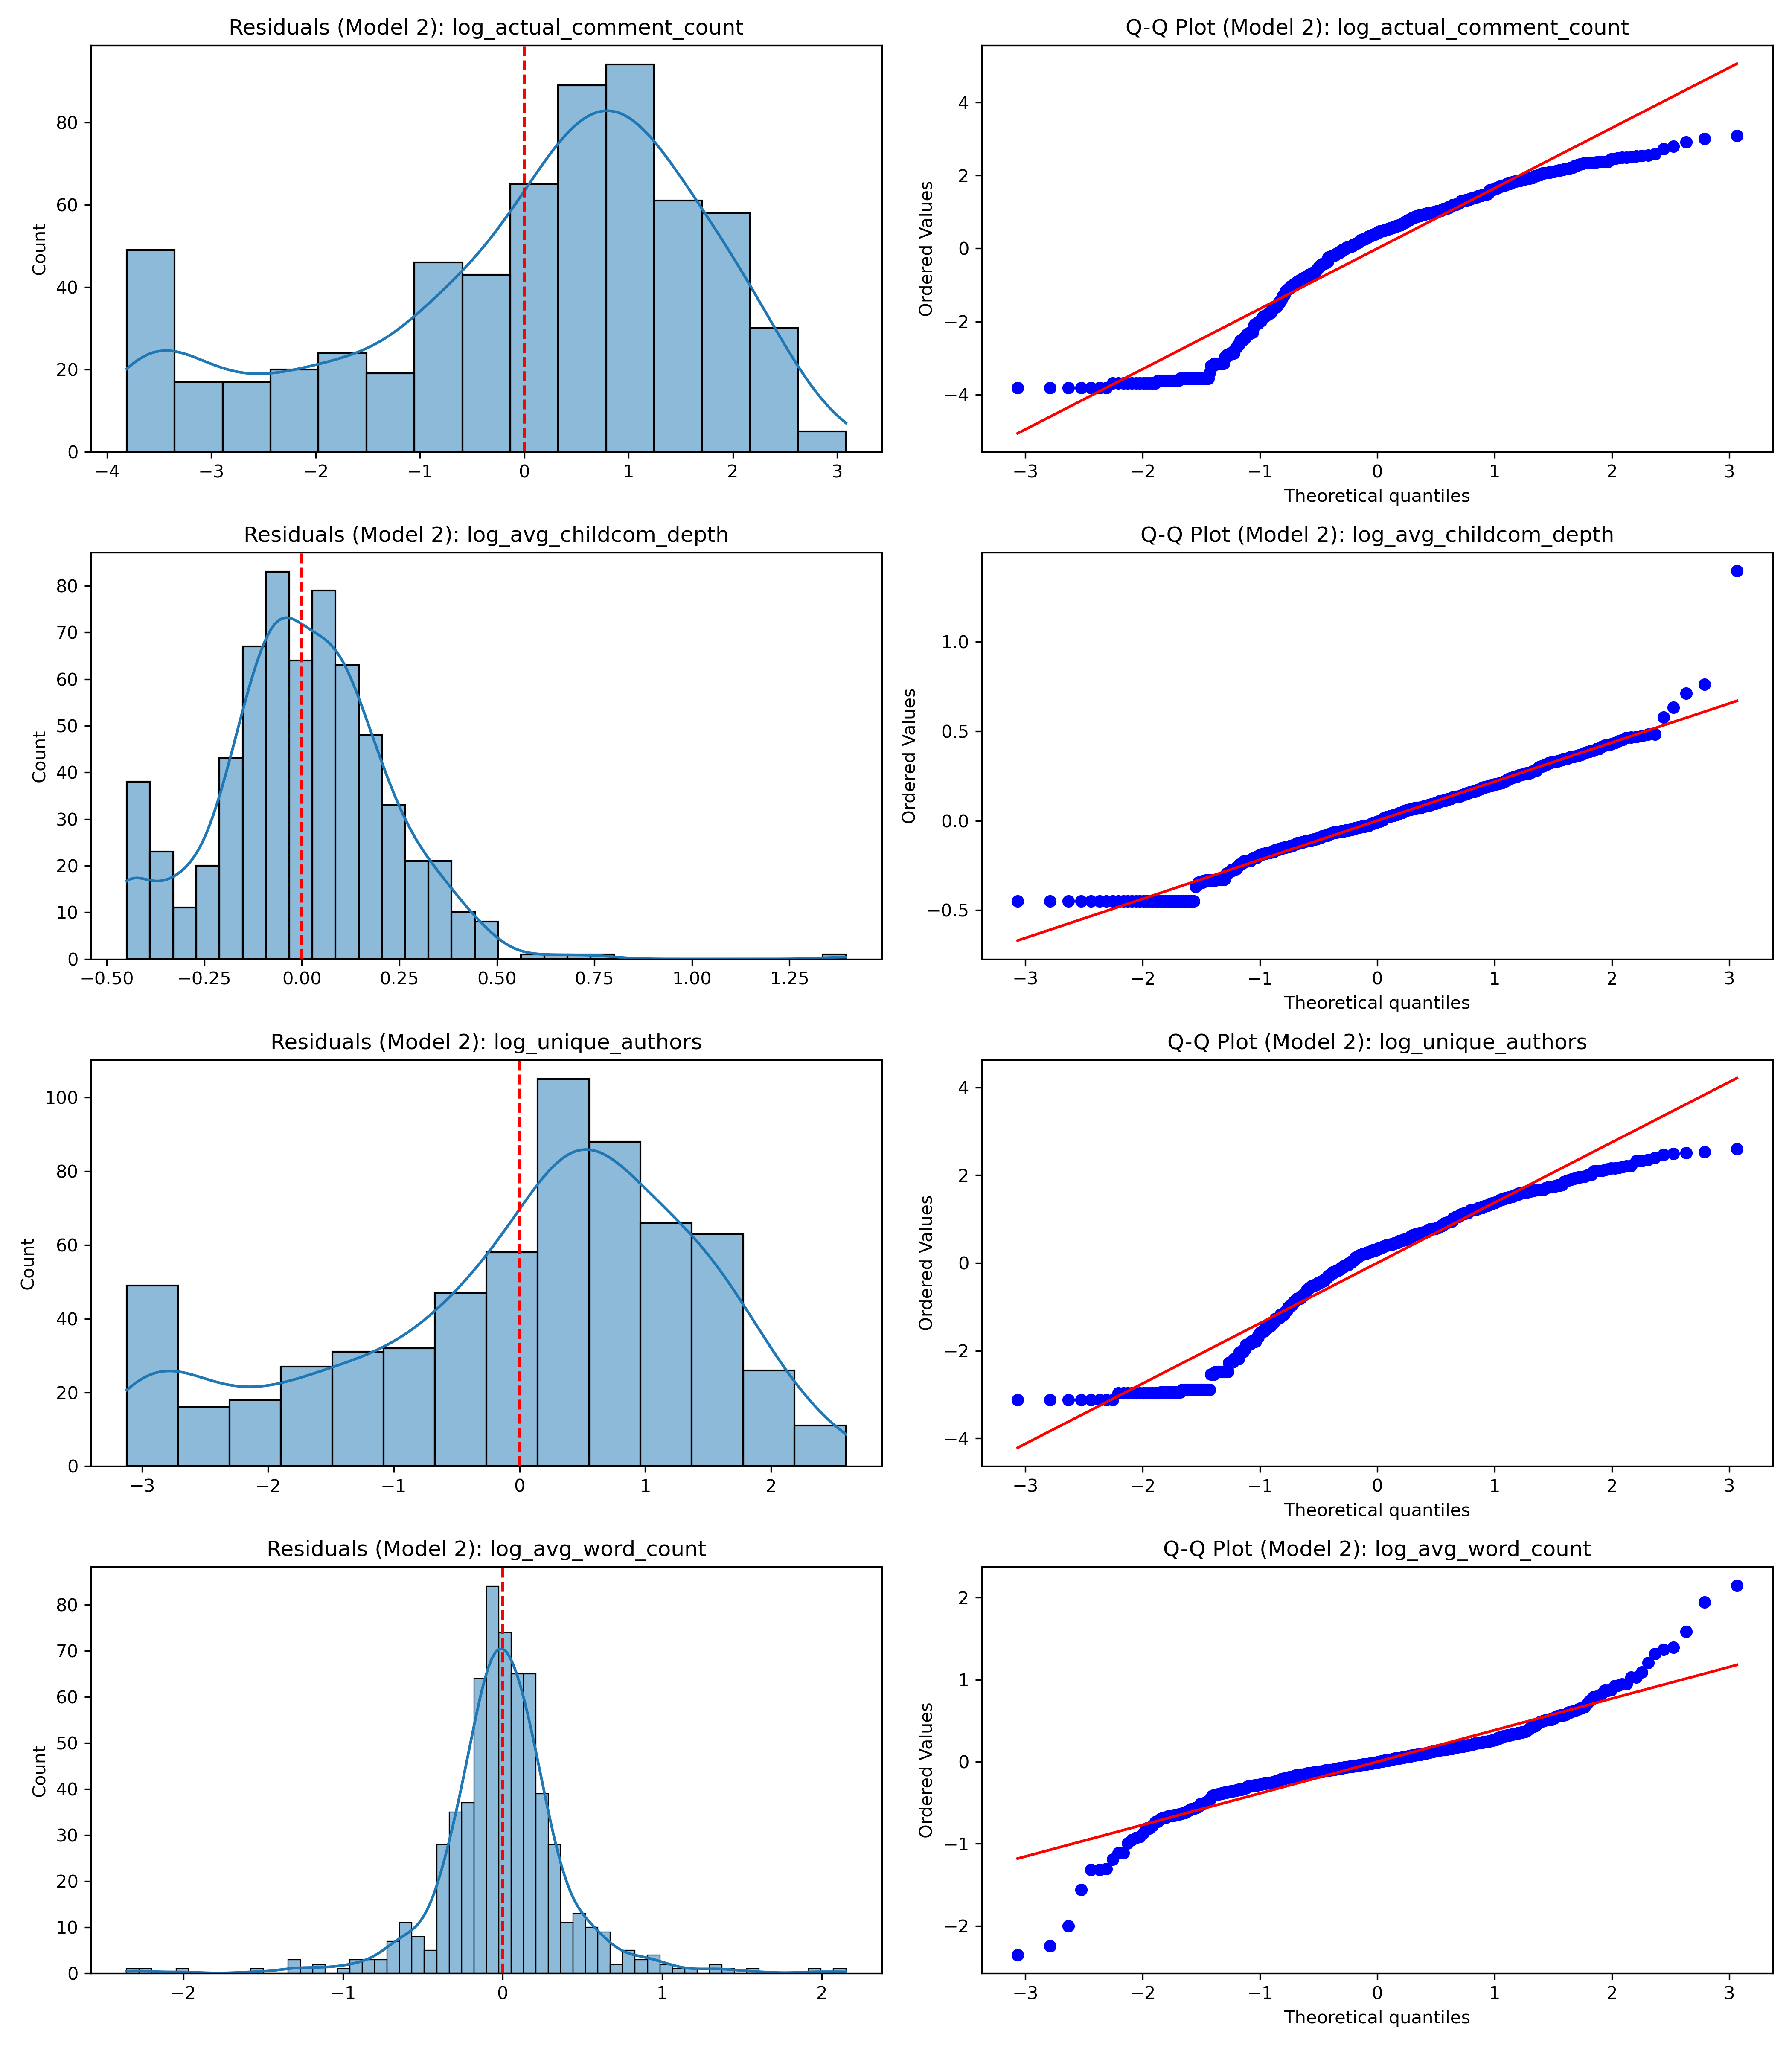 Residuals (Model 2): log_actual_comment_count
Count
0 20 40 60 80
−4 −3 −2 −1 0 1 2 3
Q-Q Plot (Model 2): log_actual_comment_count
Ordered Values
−4 −2 0 2 4
−3 −2 −1 0 1 2 3
Theoretical quantiles
Residuals (Model 2): log_avg_childcom_depth
Count
0 10 20 30 40 50 60 70 80
−0.50 −0.25 0.00 0.25 0.50 0.75 1.00 1.25
Q-Q Plot (Model 2): log_avg_childcom_depth
Ordered Values
−0.5 0.0 0.5 1.0
−3 −2 −1 0 1 2 3
Theoretical quantiles
Residuals (Model 2): log_unique_authors
Count
0 20 40 60 80 100
−3 −2 −1 0 1 2
Q-Q Plot (Model 2): log_unique_authors
Ordered Values
−4 −2 0 2 4
−3 −2 −1 0 1 2 3
Theoretical quantiles
Residuals (Model 2): log_avg_word_count
Count
0 10 20 30 40 50 60 70 80
−2 −1 0 1 2
Q-Q Plot (Model 2): log_avg_word_count
Ordered Values
−2 −1 0 1 2
−3 −2 −1 0 1 2 3
Theoretical quantiles